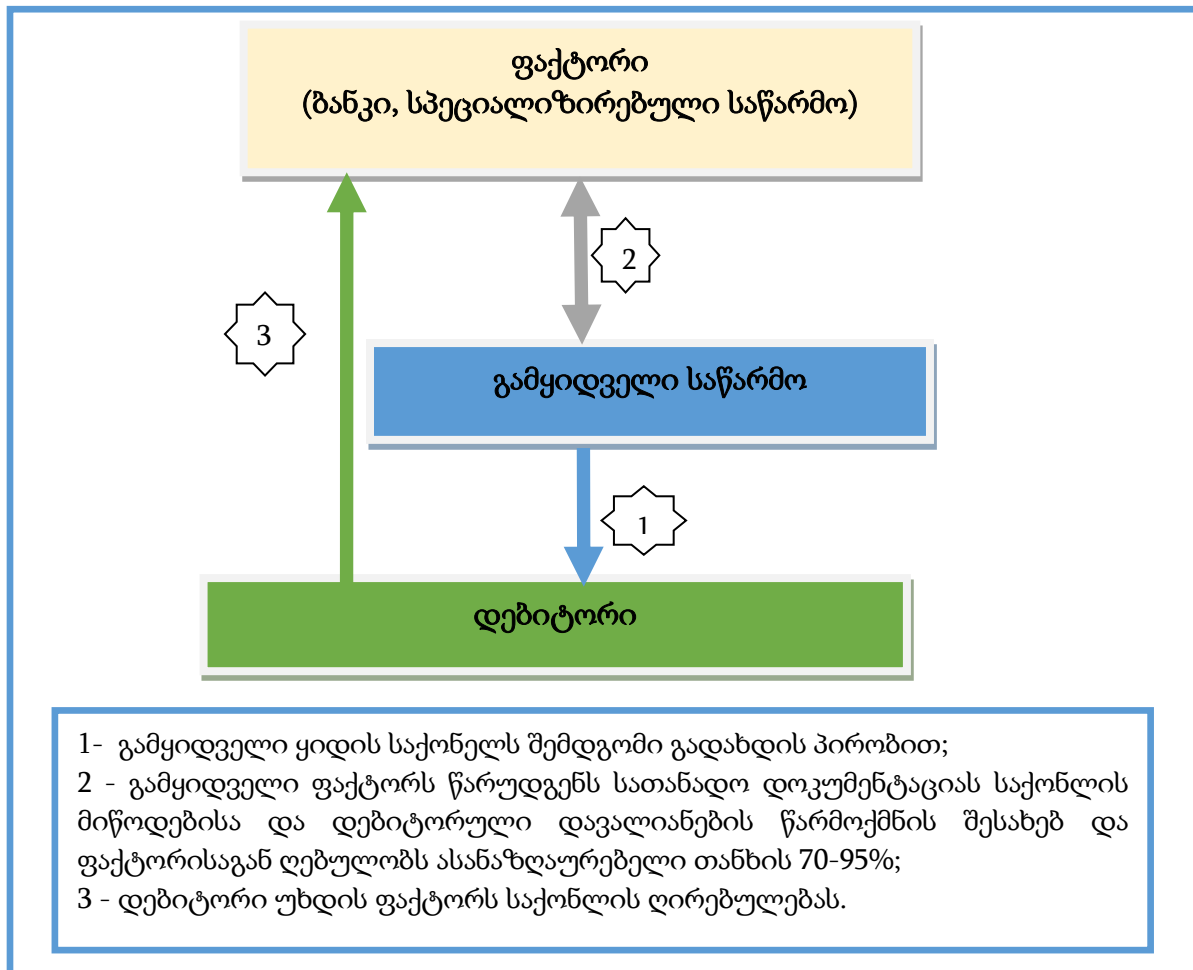 ფაქტორი
(ბანკი, სპეციალიზირებული საწარმო)
2
3
გამყიდველი საწარმო
1
დებიტორი
1- გამყიდველი ყიდის საქონელს შემდგომი გადახდის პირობით;
2 - გამყიდველი ფაქტორს წარუდგენს სათანადო დოკუმენტაციას საქონლის
მიწოდებისა და დებიტორული დავალიანების წარმოქმნის შესახებ და
ფაქტორისაგან ღებულობს ასანაზღაურებელი თანხის 70-95%;
3 - დებიტორი უხდის ფაქტორს საქონლის ღირებულებას.